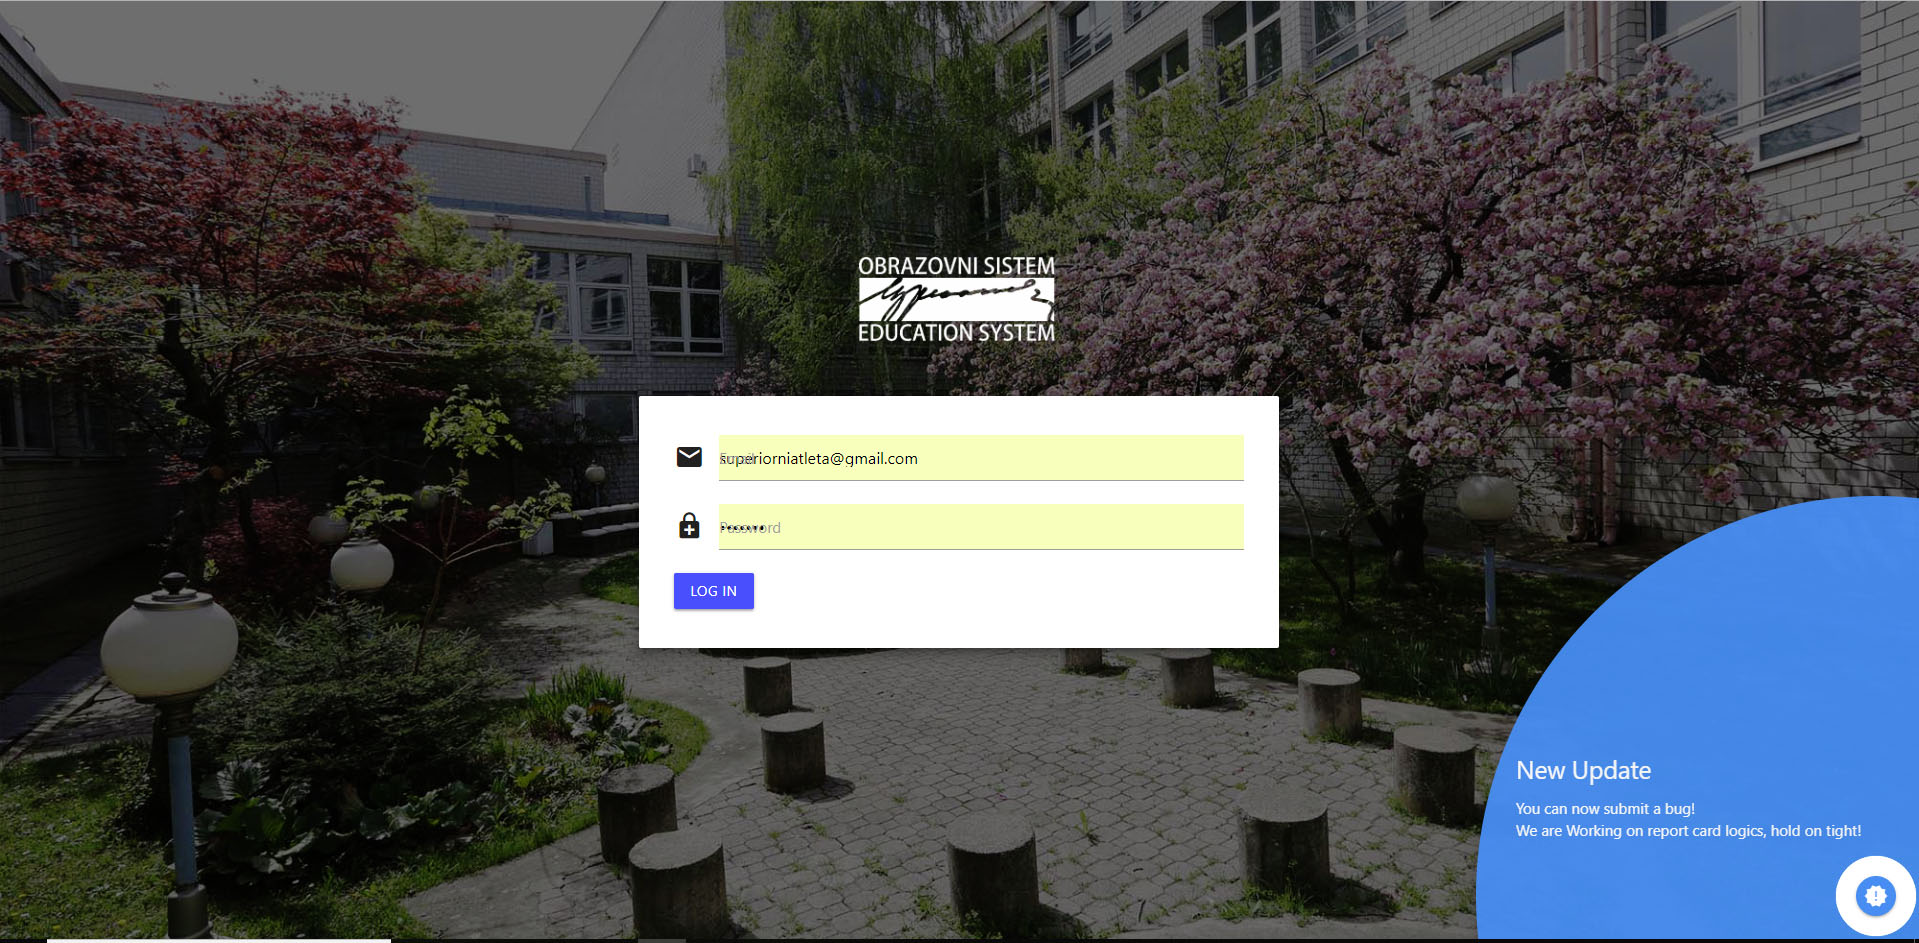 OBRAZOVNI SISTEM
EDUCATION SYSTEM
Email
superiorniatleta@gmail.com
Password
LOG IN
New Update
You can now submit a bug!
We are Working on report card logics, hold on tight!